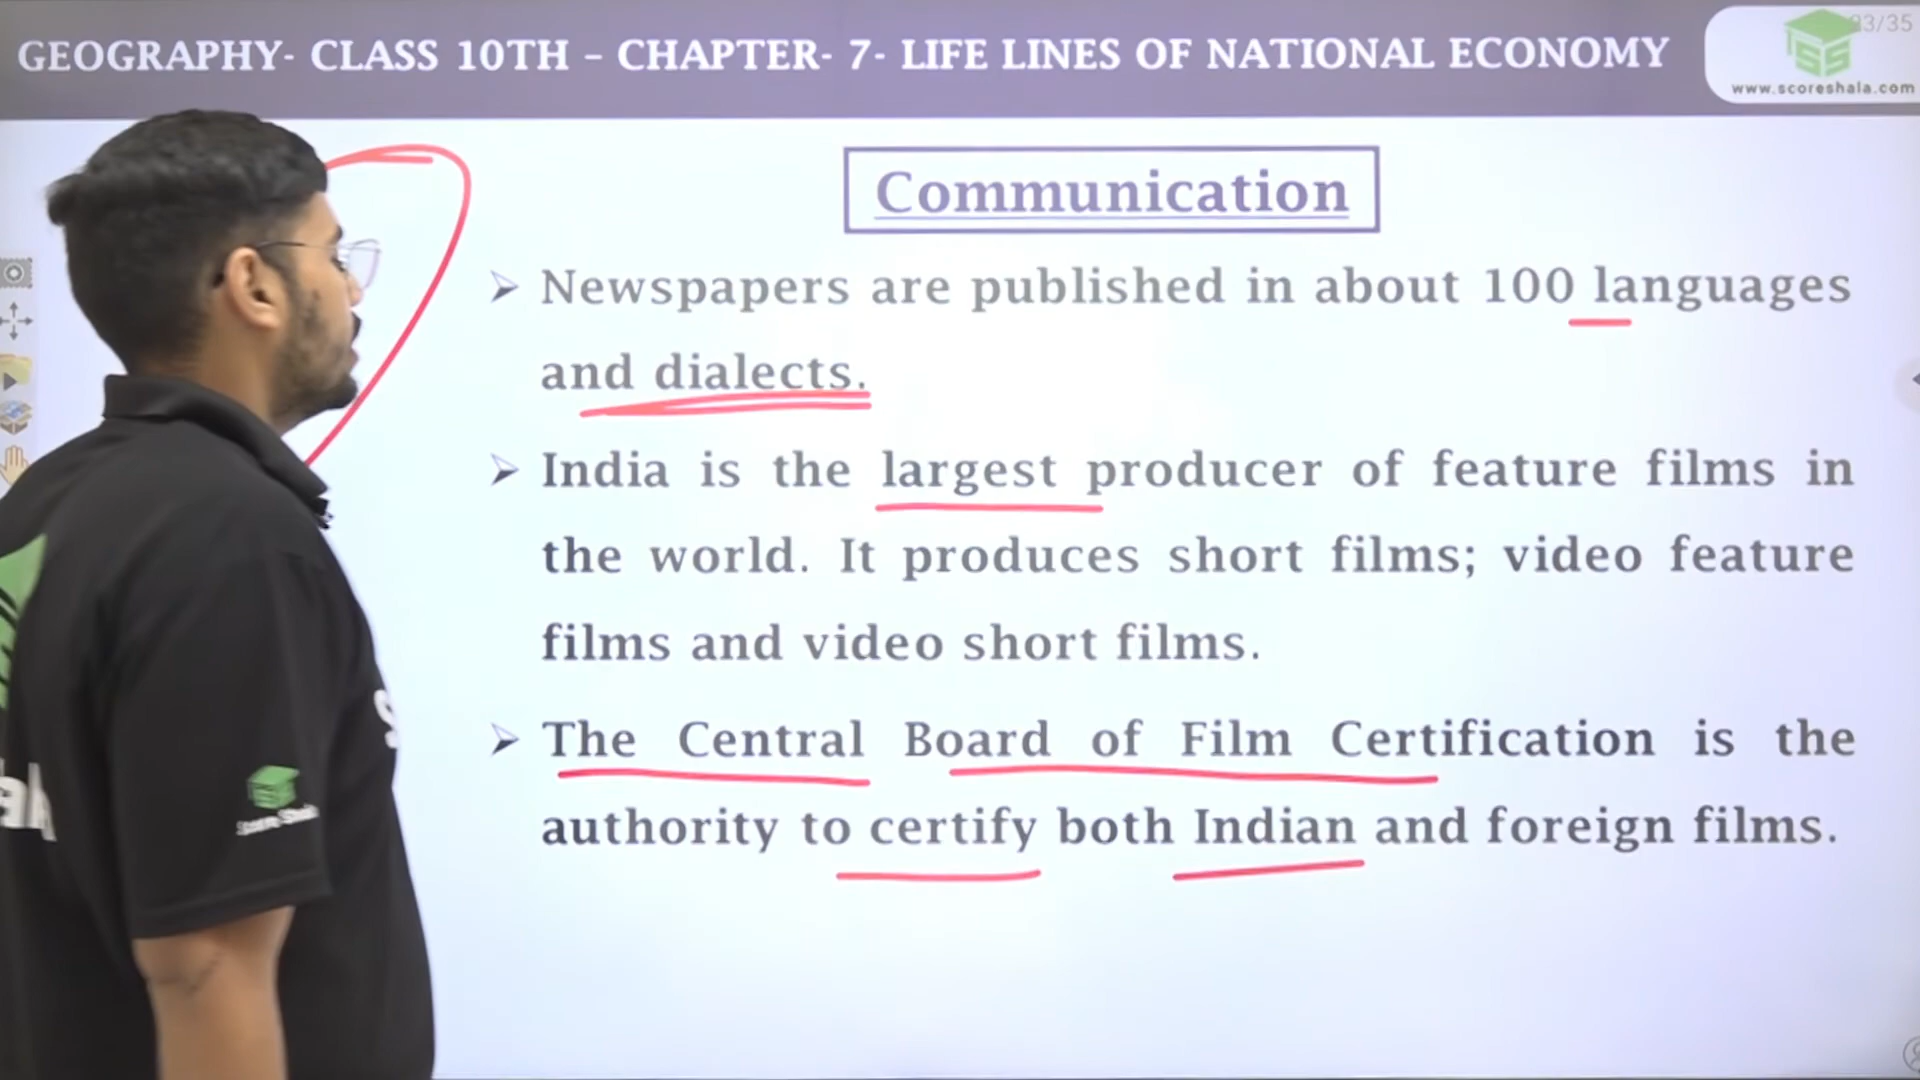 GEOGRAPHY- CLASS 10TH – CHAPTER- 7- LIFE LINES OF NATIONAL ECONOMY
3/35
www.scoreshala.com
Communication
➢ Newspapers are published in about 100 languages
and dialects.
➢ India is the largest producer of feature films in
the world. It produces short films; video feature
films and video short films.
➢ The Central Board of Film Certification is the
authority to certify both Indian and foreign films.